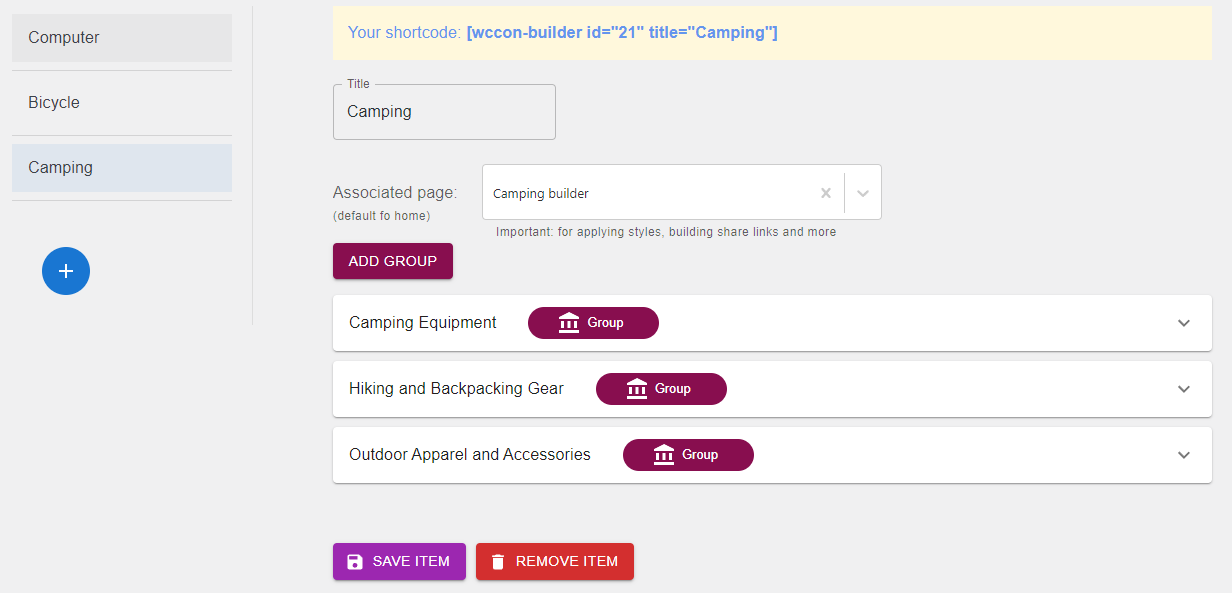 Computer
Bicycle
Camping
Your shortcode: [wccon-builder id="21" title="Camping"]
Title
Camping
Associated page:
(default fo home)
Camping builder
Important: for applying styles, building share links and more
ADD GROUP
Camping Equipment Group
Hiking and Backpacking Gear Group
Outdoor Apparel and Accessories Group
SAVE ITEM REMOVE ITEM